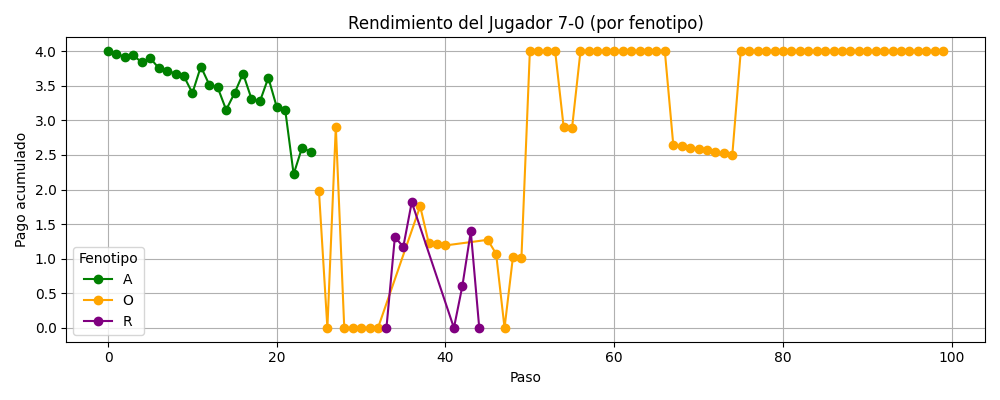 Rendimiento del Jugador 7-0 (por fenotipo)
Pago acumulado
4.0
3.5
3.0
2.5
2.0
1.5
1.0
0.5
0.0
Fenotipo
A
O
R
0 20 40 60 80 100
Paso